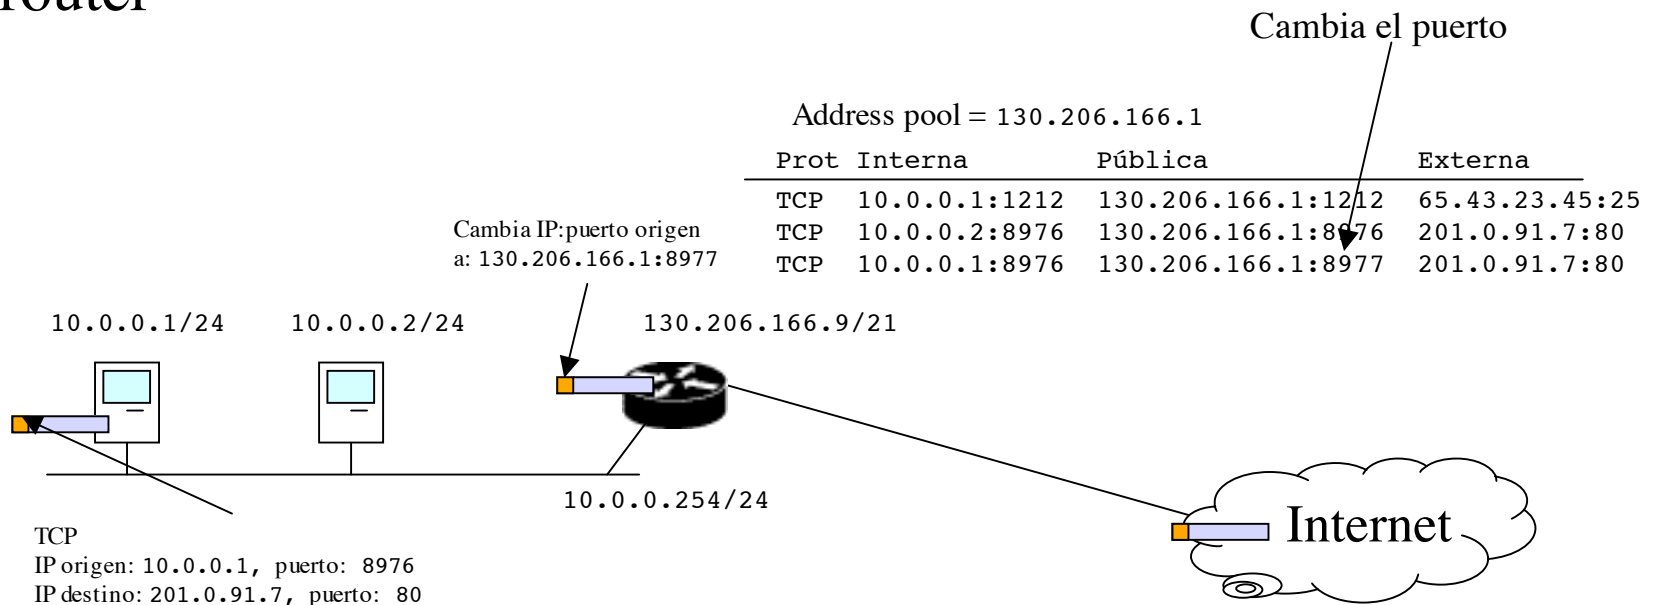 router
Cambia el puerto
Address pool = 130.206.166.1
Prot Interna Pública Externa
TCP 10.0.0.1:1212 130.206.166.1:1212 65.43.23.45:25
TCP 10.0.0.2:8976 130.206.166.1:8976 201.0.91.7:80
TCP 10.0.0.1:8976 130.206.166.1:8977 201.0.91.7:80
Cambia IP:puerto origen
a: 130.206.166.1:8977
10.0.0.1/24 10.0.0.2/24 130.206.166.9/21
10.0.0.254/24
Internet
TCP
IP origen: 10.0.0.1, puerto: 8976
IP destino: 201.0.91.7, puerto: 80